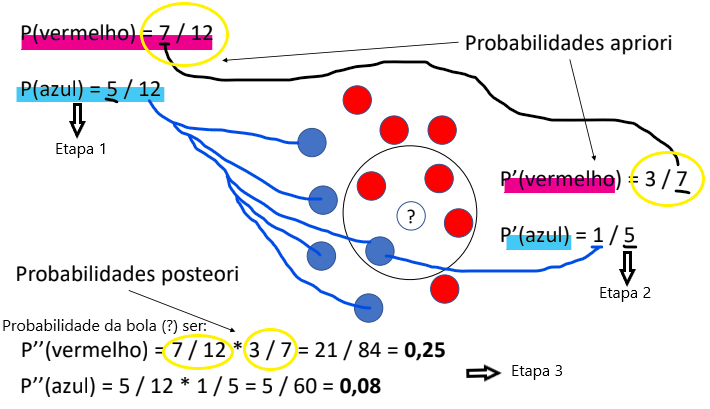 P(vermelho) = 7 / 12
Probabilidades apriori
P(azul) = 5 / 12
Etapa 1
P’(vermelho) = 3 / 7
?
P’(azul) = 1 / 5
Probabilidades posteori
Etapa 2
Probabilidade da bola (?) ser:
P’’(vermelho) = 7 / 12 * 3 / 7 = 21 / 84 = 0,25
Etapa 3
P’’(azul) = 5 / 12 * 1 / 5 = 5 / 60 = 0,08